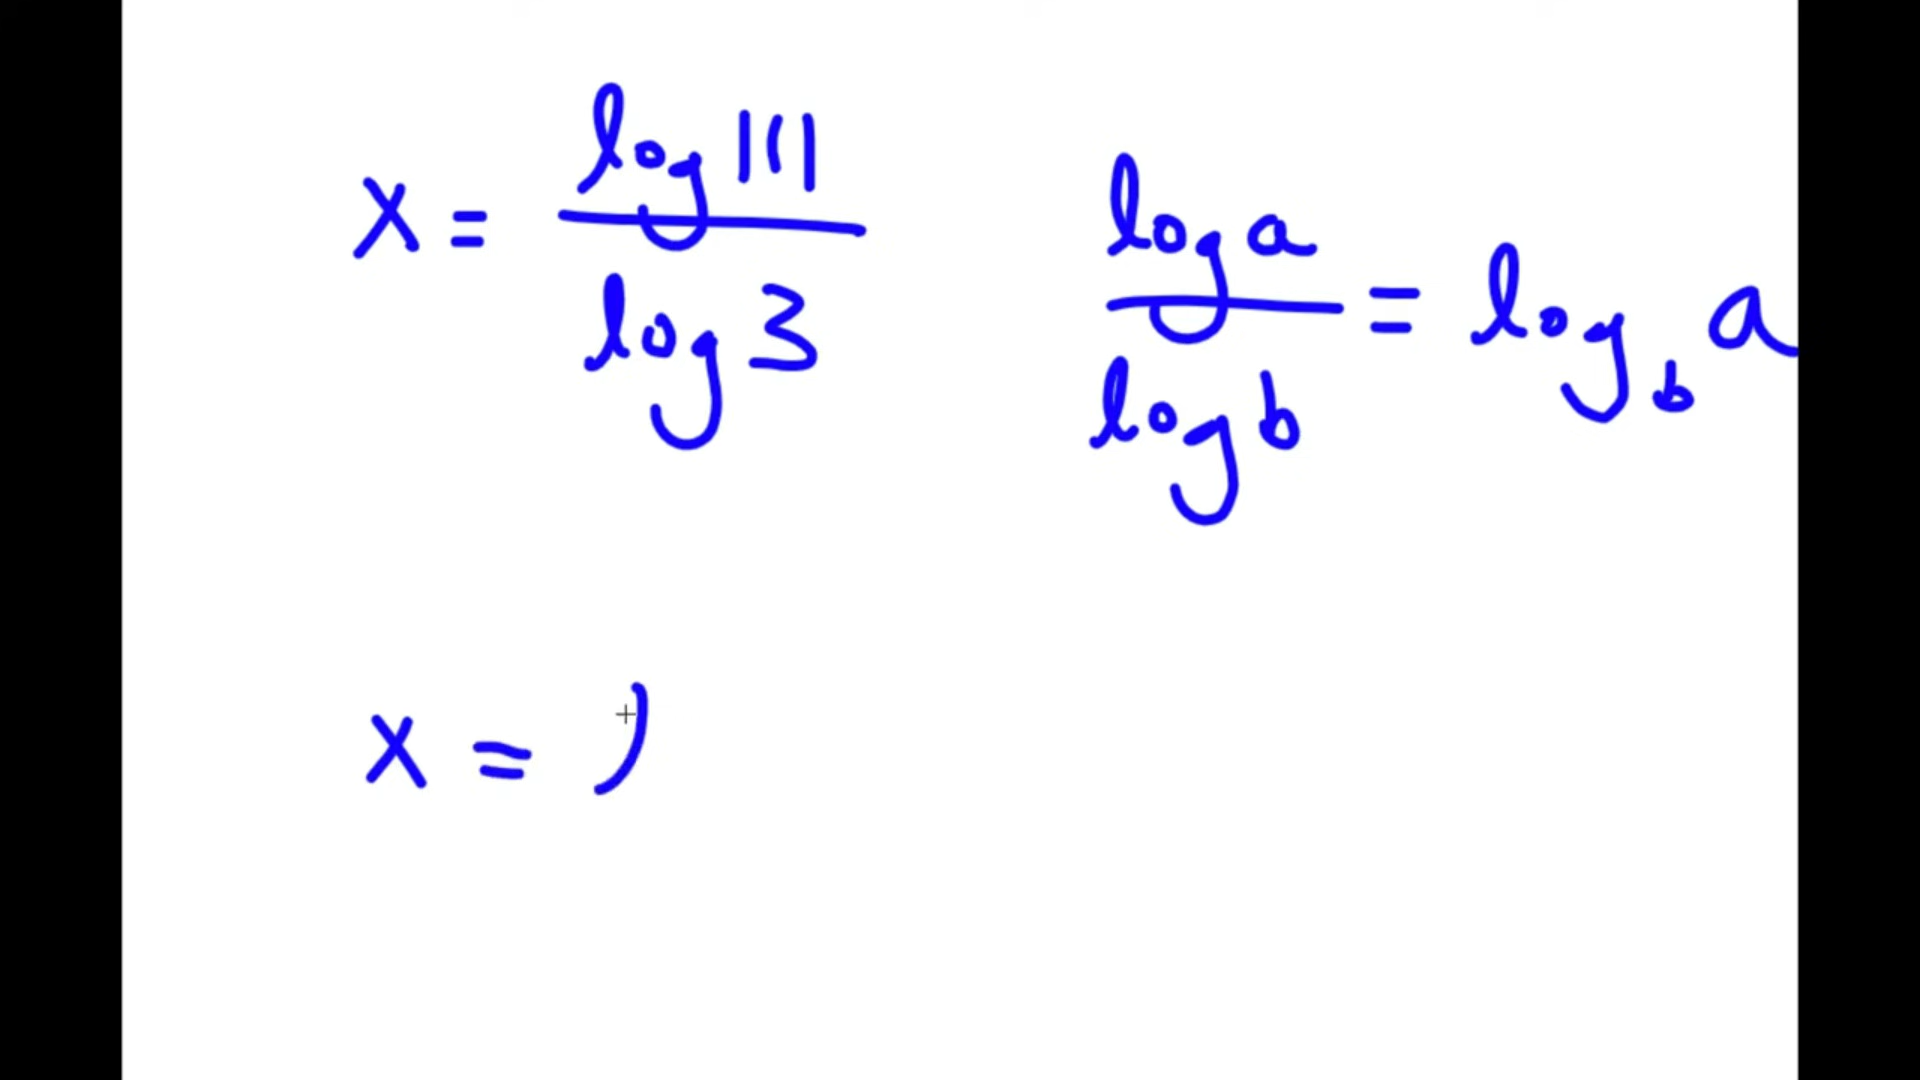 x = log 111 / log 3
log a / log b = log_b a
x =